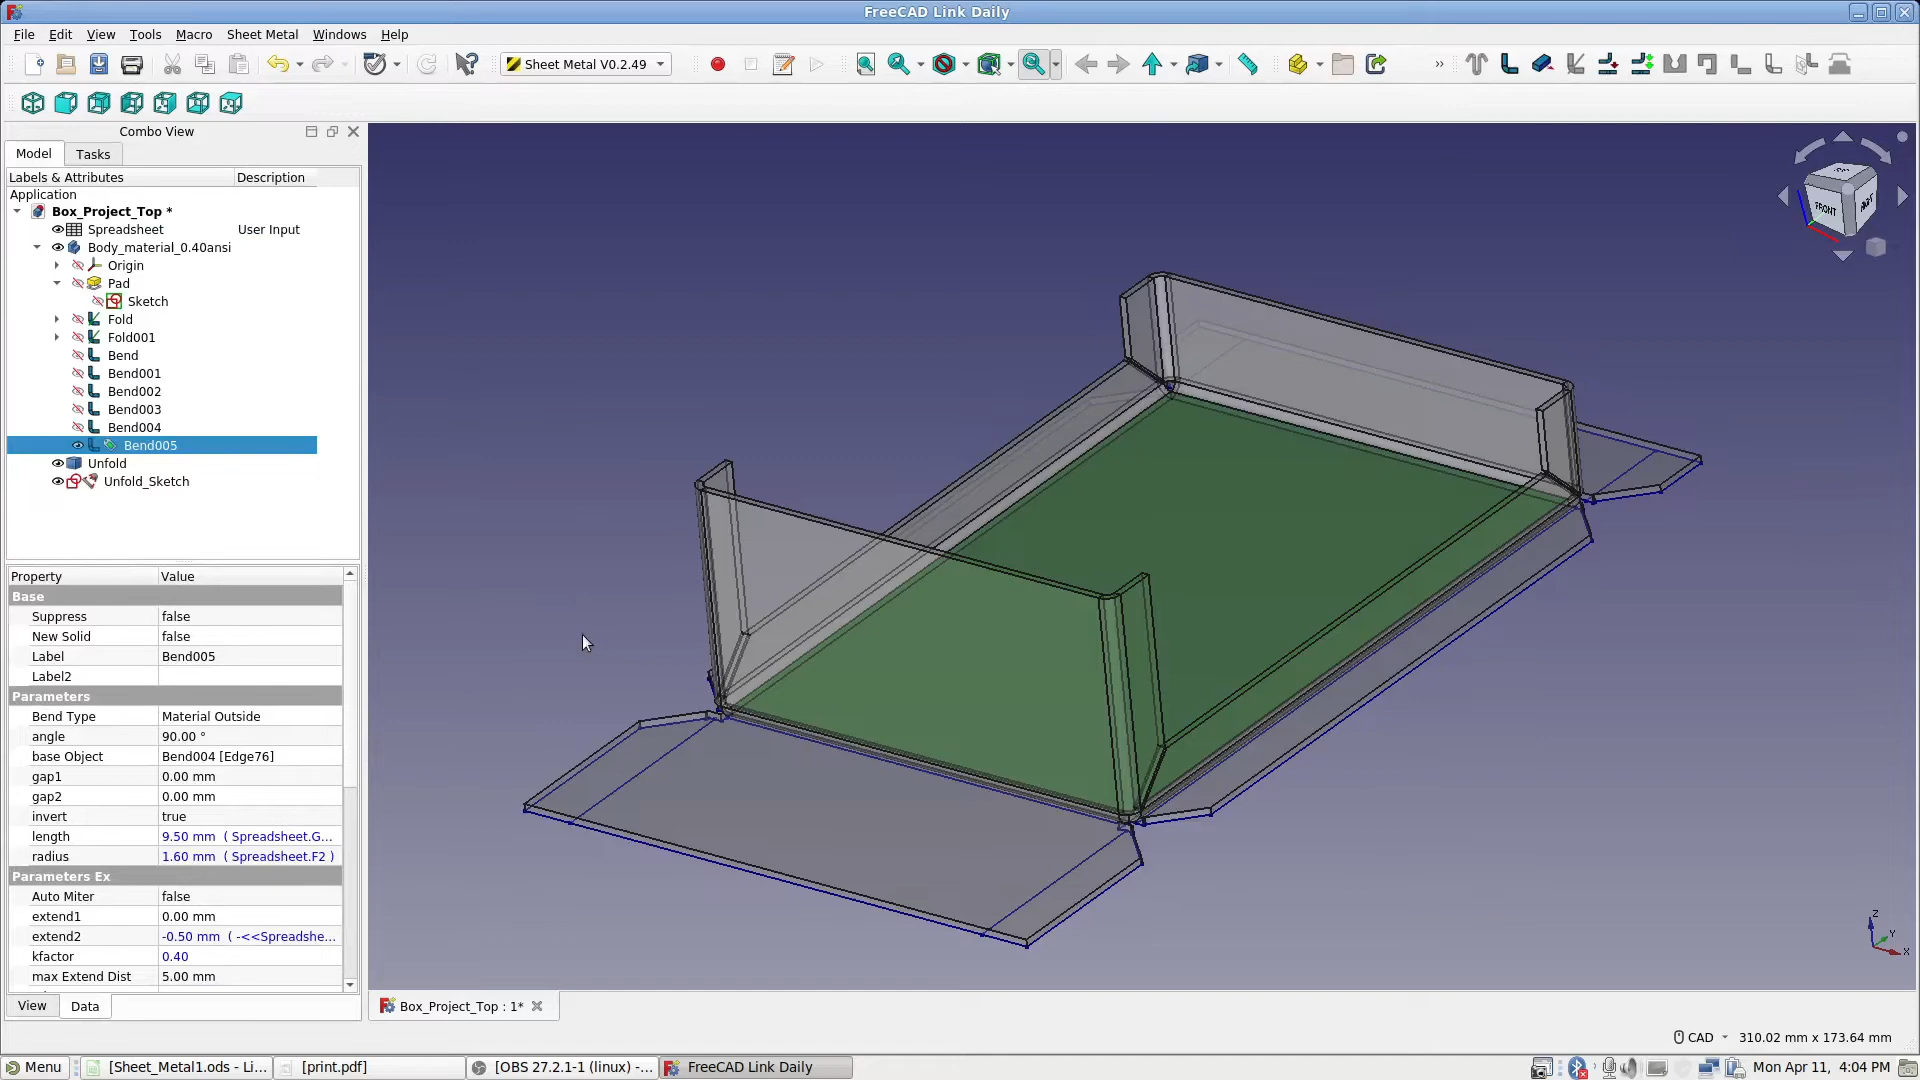 FreeCAD Link Daily
File Edit View Tools Macro Sheet Metal Windows Help
Sheet Metal V0.2.49
Combo View
Model Tasks
Labels & Attributes Description
Application
Box_Project_Top *
Spreadsheet User Input
Body_material_0.40ansi
Origin
Pad
Sketch
Fold
Fold001
Bend
Bend001
Bend002
Bend003
Bend004
Bend005
Unfold
Unfold_Sketch
Property Value
Base
Suppress false
New Solid false
Label Bend005
Label2
Parameters
Bend Type Material Outside
angle 90.00 °
base Object Bend004 [Edge76]
gap1 0.00 mm
gap2 0.00 mm
invert true
length 9.50 mm ( Spreadsheet.G...
radius 1.60 mm ( Spreadsheet.F2 )
Parameters Ex
Auto Miter false
extend1 0.00 mm
extend2 -0.50 mm ( -<<Spreadshe...
kfactor 0.40
max Extend Dist 5.00 mm
View Data
FRONT
Z
Y
X
Box_Project_Top : 1*
CAD 310.02 mm x 173.64 mm
Menu [Sheet_Metal1.ods - Li... [print.pdf] [OBS 27.2.1-1 (linux) -... FreeCAD Link Daily Mon Apr 11, 4:04 PM